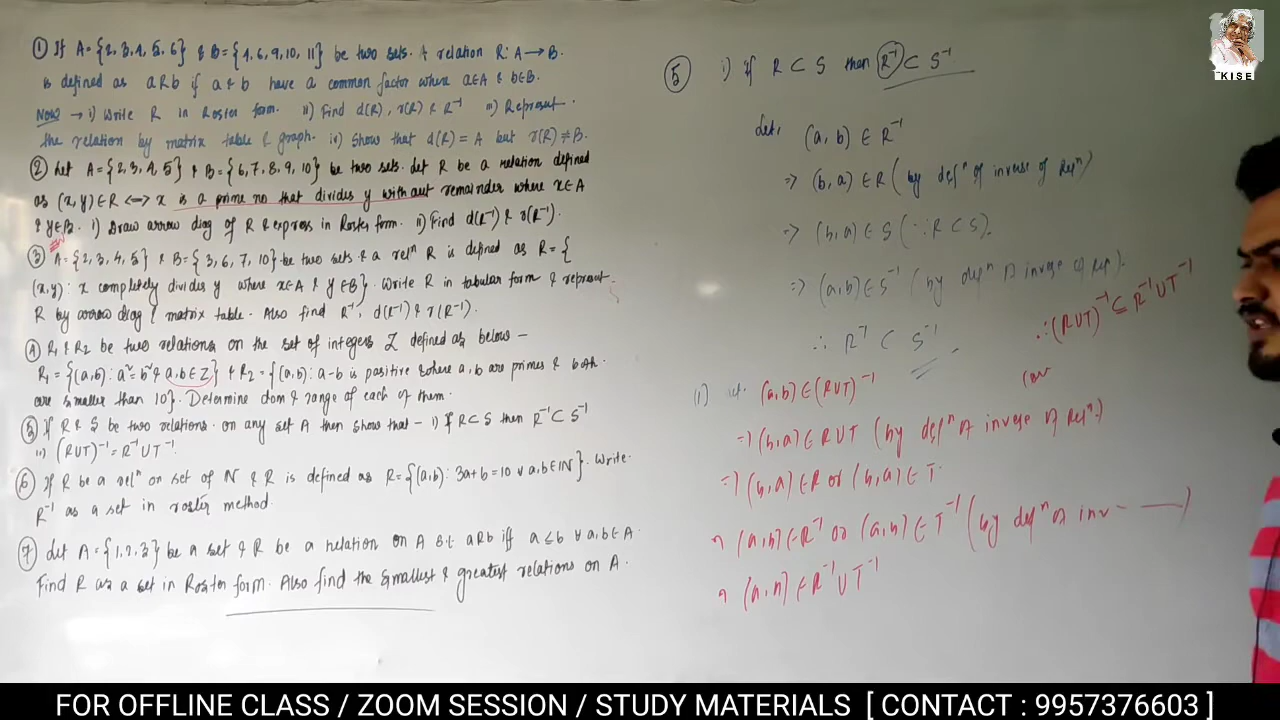 ① If A = {2, 3, 4, 5, 6} & B = {4, 6, 9, 10, 11} be two sets. A relation R: A → B.
is defined as aRb if a & b have a common factor where a∈A & b∈B.
Now? → i) Write R in Roster form. ii) Find d(R), r(R) & R⁻¹ iii) Represent
the relation by matrix table & graph. iv) Show that d(R) = A but r(R) ≠ B.
② Let A = {2, 3, 4, 5} & B = {6, 7, 8, 9, 10} be two sets. Let R be a relation defined
as (x, y) ∈ R <-> x is a prime no that divides y without remainder where x∈A
& y∈B. i) Draw arrow diag of R & express in Roster form. ii) Find d(R⁻¹) & r(R⁻¹).
③ A = {2, 3, 4, 5} & B = {3, 6, 7, 10} be two sets & a relⁿ R is defined as R = {
(x, y): x completely divides y where x∈A & y∈B}. Write R in tabular form & represent
R by arrow diag & matrix table. Also find R⁻¹, d(R⁻¹) & r(R⁻¹).
④ R₁ & R₂ be two relations on the set of integers Z defined as below –
R₁ = {(a, b): a² = b² & a, b ∈ Z} & R₂ = {(a, b): a-b is positive where a, b are primes & both
are smaller than 10}. Determine dom & range of each of them.
⑤ If R & S be two relations on any set A then show that – i) If R ⊂ S then R⁻¹ ⊂ S⁻¹
ii) (R∪T)⁻¹ = R⁻¹∪T⁻¹.
⑥ If R be a relⁿ on set of N & R is defined as R = {(a, b): 3a+b = 10 ∀ a, b ∈ IN}. Write
R⁻¹ as a set in roster method.
⑦ Let A = {1, 2, 3} be a set & R be a relation on A s.t aRb iff a ≤ b ∀ a, b ∈ A.
Find R as a set in Roster form. Also find the smallest & greatest relations on A.
⑤ i) if R ⊂ S then R⁻¹ ⊂ S⁻¹.
Let, (a, b) ∈ R⁻¹
=> (b, a) ∈ R (by defⁿ of inverse of Relⁿ)
=> (b, a) ∈ S (∵ R ⊂ S).
=> (a, b) ∈ S⁻¹ (by defⁿ of inverse of Rel).
∴ R⁻¹ ⊂ S⁻¹
∴ (R∪T)⁻¹ ⊆ R⁻¹∪T⁻¹
(1) let (a, b) ∈ (R∪T)⁻¹
=> (b, a) ∈ R∪T (by defⁿ of inverse of Relⁿ)
=> (b, a) ∈ R or (b, a) ∈ T
=> (a, b) ∈ R⁻¹ or (a, b) ∈ T⁻¹ (by defⁿ of inv – —)
=> (a, b) ∈ R⁻¹∪T⁻¹
KISE
FOR OFFLINE CLASS / ZOOM SESSION / STUDY MATERIALS [ CONTACT : 9957376603 ]